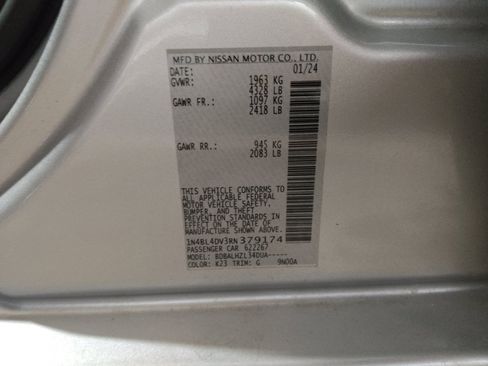 MFD BY NISSAN MOTOR CO., LTD.
DATE: 01/24
GVWR: 1963 KG
4328 LB
GAWR FR.: 1097 KG
2418 LB
GAWR RR.: 945 KG
2083 LB
THIS VEHICLE CONFORMS TO
ALL APPLICABLE FEDERAL
MOTOR VEHICLE SAFETY,
BUMPER, AND THEFT
PREVENTION STANDARDS
IN EFFECT ON THE DATE OF
MANUFACTURE SHOWN ABOVE.
1N4BL4DV3RN379174
PASSENGER CAR 622267
MODEL: BDBALHZL34DUA-----
COLOR: K23 TRIM: G 9N00A